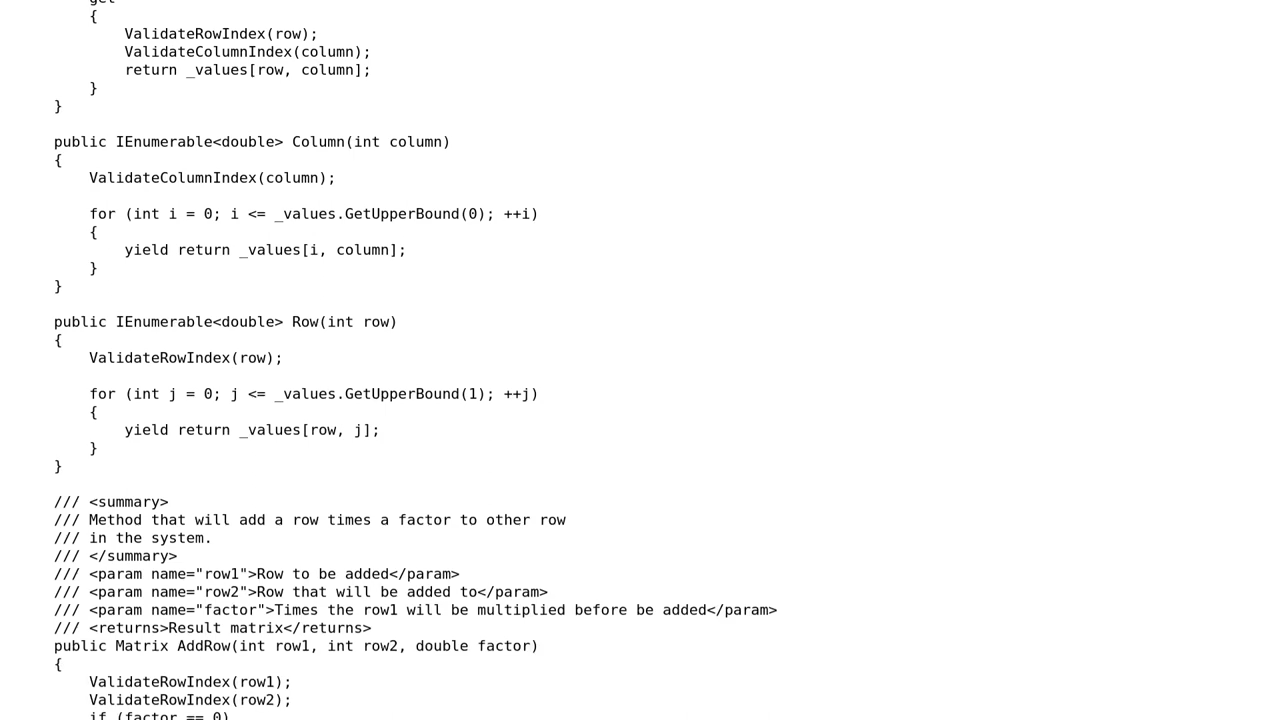 get
{
ValidateRowIndex(row);
ValidateColumnIndex(column);
return _values[row, column];
}
}
public IEnumerable<double> Column(int column)
{
ValidateColumnIndex(column);
for (int i = 0; i <= _values.GetUpperBound(0); ++i)
{
yield return _values[i, column];
}
}
public IEnumerable<double> Row(int row)
{
ValidateRowIndex(row);
for (int j = 0; j <= _values.GetUpperBound(1); ++j)
{
yield return _values[row, j];
}
}
/// <summary>
/// Method that will add a row times a factor to other row
/// in the system.
/// </summary>
/// <param name="row1">Row to be added</param>
/// <param name="row2">Row that will be added to</param>
/// <param name="factor">Times the row1 will be multiplied before be added</param>
/// <returns>Result matrix</returns>
public Matrix AddRow(int row1, int row2, double factor)
{
ValidateRowIndex(row1);
ValidateRowIndex(row2);
if (factor == 0)